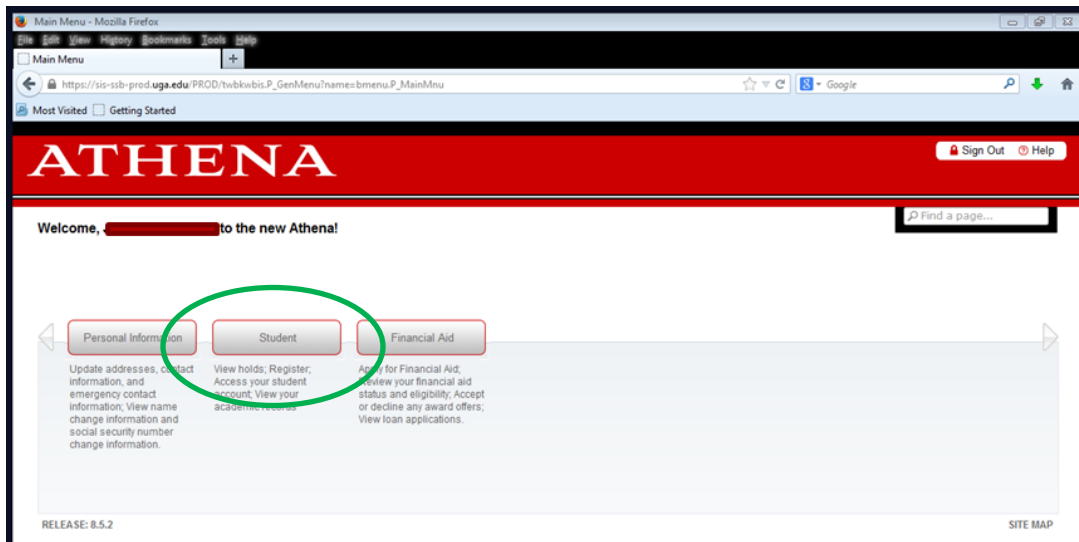 Main Menu - Mozilla Firefox
File Edit View History Bookmarks Tools Help
Main Menu +
https://sis-ssb-prod.uga.edu/PROD/twbkwbis.P_GenMenu?name=bmenu.P_MainMnu
8 Google
Most Visited Getting Started
ATHENA
Sign Out Help
Find a page...
Welcome, to the new Athena!
Personal Information
Update addresses, contact
information, and
emergency contact
information; View name
change information and
social security number
change information.
Student
View holds; Register;
Access your student
account; View your
academic records
Financial Aid
Apply for Financial Aid;
Review your financial aid
status and eligibility; Accept
or decline any award offers;
View loan applications.
RELEASE: 8.5.2
SITE MAP